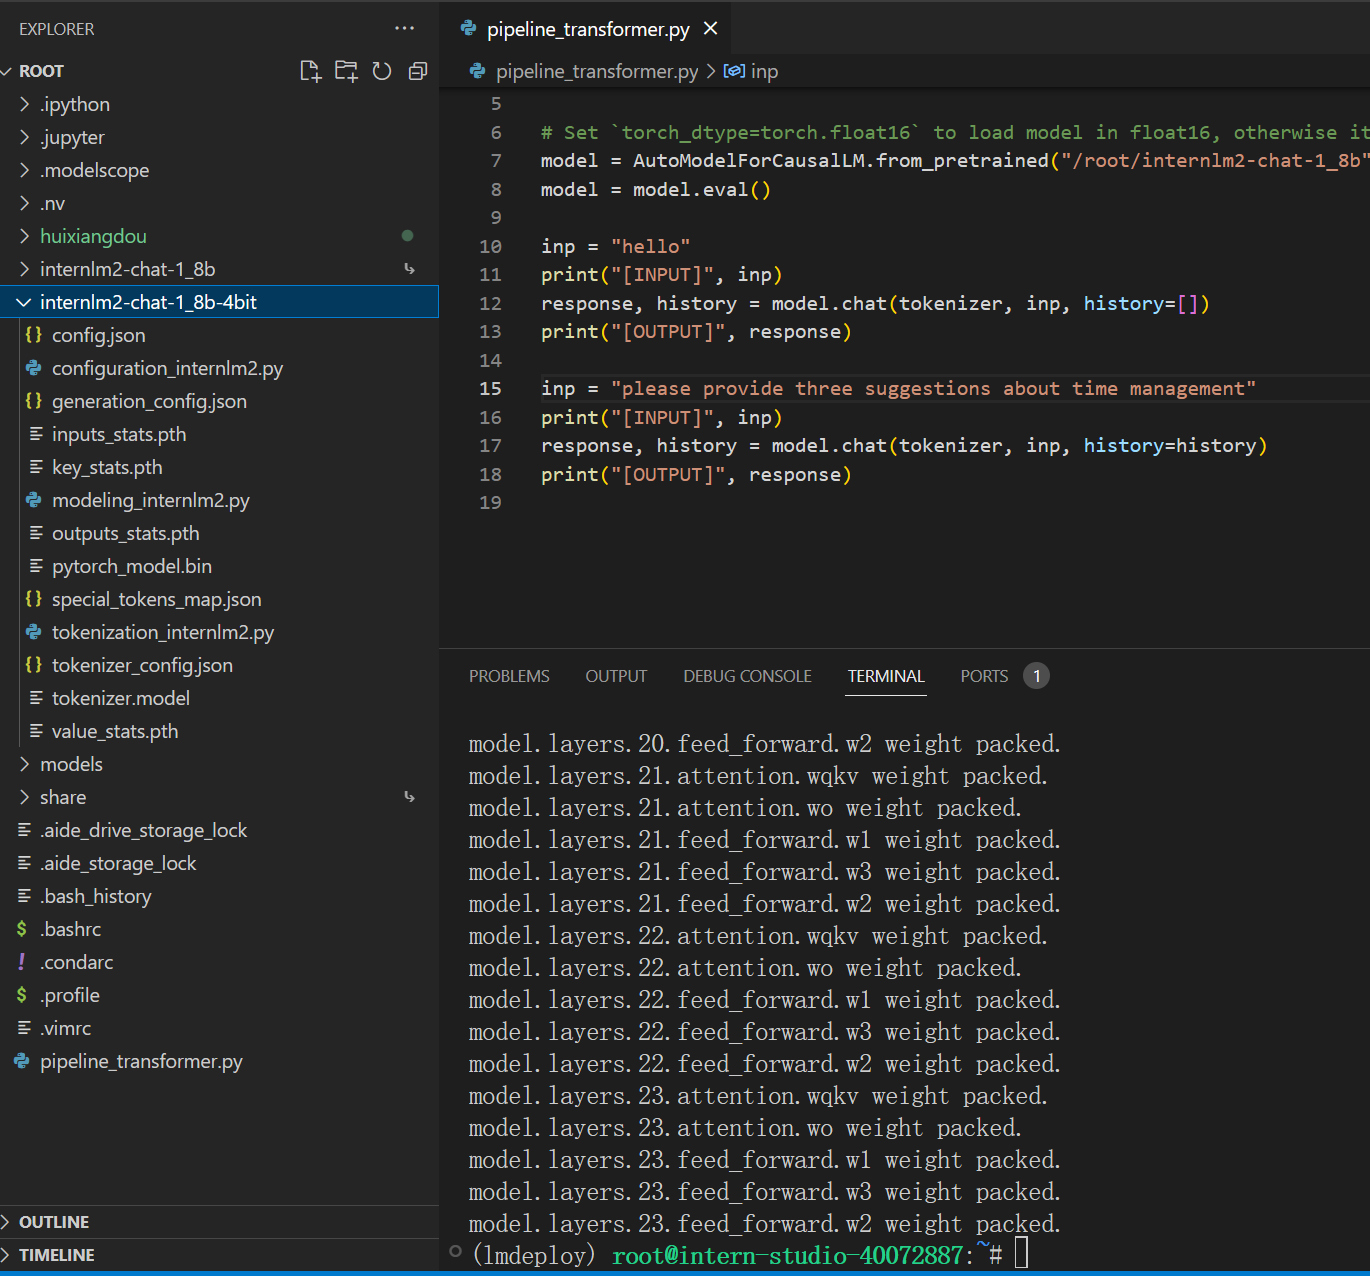 EXPLORER
ROOT
.ipython
.jupyter
.modelscope
.nv
huixiangdou
internlm2-chat-1_8b
internlm2-chat-1_8b-4bit
config.json
configuration_internlm2.py
generation_config.json
inputs_stats.pth
key_stats.pth
modeling_internlm2.py
outputs_stats.pth
pytorch_model.bin
special_tokens_map.json
tokenization_internlm2.py
tokenizer_config.json
tokenizer.model
value_stats.pth
models
share
.aide_drive_storage_lock
.aide_storage_lock
.bash_history
.bashrc
.condarc
.profile
.vimrc
pipeline_transformer.py
OUTLINE
TIMELINE
pipeline_transformer.py
pipeline_transformer.py > inp
5
6 # Set `torch_dtype=torch.float16` to load model in float16, otherwise it
7 model = AutoModelForCausalLM.from_pretrained("/root/internlm2-chat-1_8b"
8 model = model.eval()
9
10 inp = "hello"
11 print("[INPUT]", inp)
12 response, history = model.chat(tokenizer, inp, history=[])
13 print("[OUTPUT]", response)
14
15 inp = "please provide three suggestions about time management"
16 print("[INPUT]", inp)
17 response, history = model.chat(tokenizer, inp, history=history)
18 print("[OUTPUT]", response)
19
PROBLEMS OUTPUT DEBUG CONSOLE TERMINAL PORTS 1
model.layers.20.feed_forward.w2 weight packed.
model.layers.21.attention.wqkv weight packed.
model.layers.21.attention.wo weight packed.
model.layers.21.feed_forward.w1 weight packed.
model.layers.21.feed_forward.w3 weight packed.
model.layers.21.feed_forward.w2 weight packed.
model.layers.22.attention.wqkv weight packed.
model.layers.22.attention.wo weight packed.
model.layers.22.feed_forward.w1 weight packed.
model.layers.22.feed_forward.w3 weight packed.
model.layers.22.feed_forward.w2 weight packed.
model.layers.23.attention.wqkv weight packed.
model.layers.23.attention.wo weight packed.
model.layers.23.feed_forward.w1 weight packed.
model.layers.23.feed_forward.w3 weight packed.
model.layers.23.feed_forward.w2 weight packed.
(lmdeploy) root@intern-studio-40072887:~#